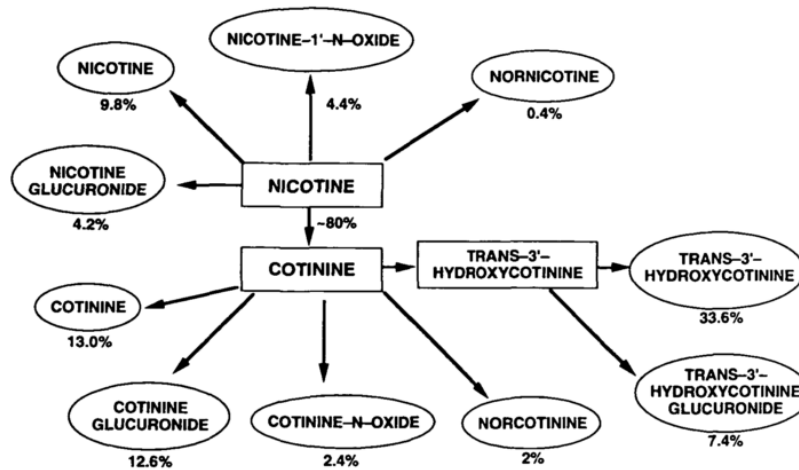 NICOTINE–1'–N–OXIDE
4.4%
NICOTINE
9.8%
NORNICOTINE
0.4%
NICOTINE
GLUCURONIDE
4.2%
NICOTINE
~80%
COTININE
TRANS–3'–
HYDROXYCOTININE
TRANS–3'–
HYDROXYCOTININE
33.6%
COTININE
13.0%
COTININE
GLUCURONIDE
12.6%
COTININE–N–OXIDE
2.4%
NORCOTININE
2%
TRANS–3'–
HYDROXYCOTININE
GLUCURONIDE
7.4%